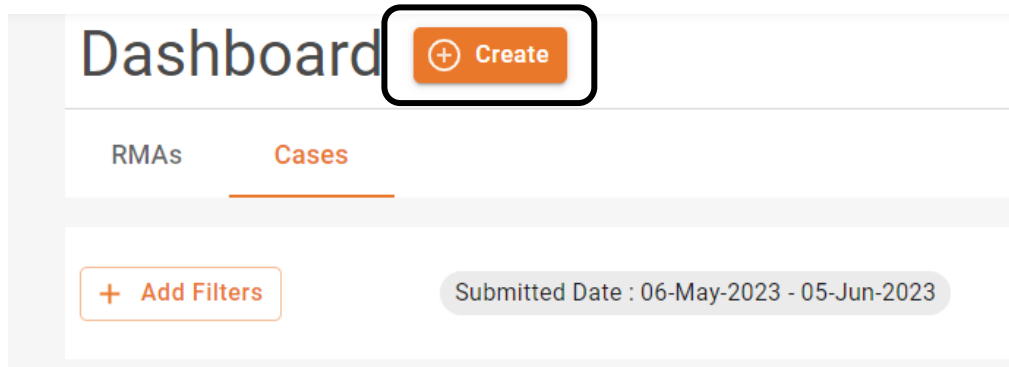 Dashboard Create
RMAs Cases
+ Add Filters Submitted Date : 06-May-2023 - 05-Jun-2023